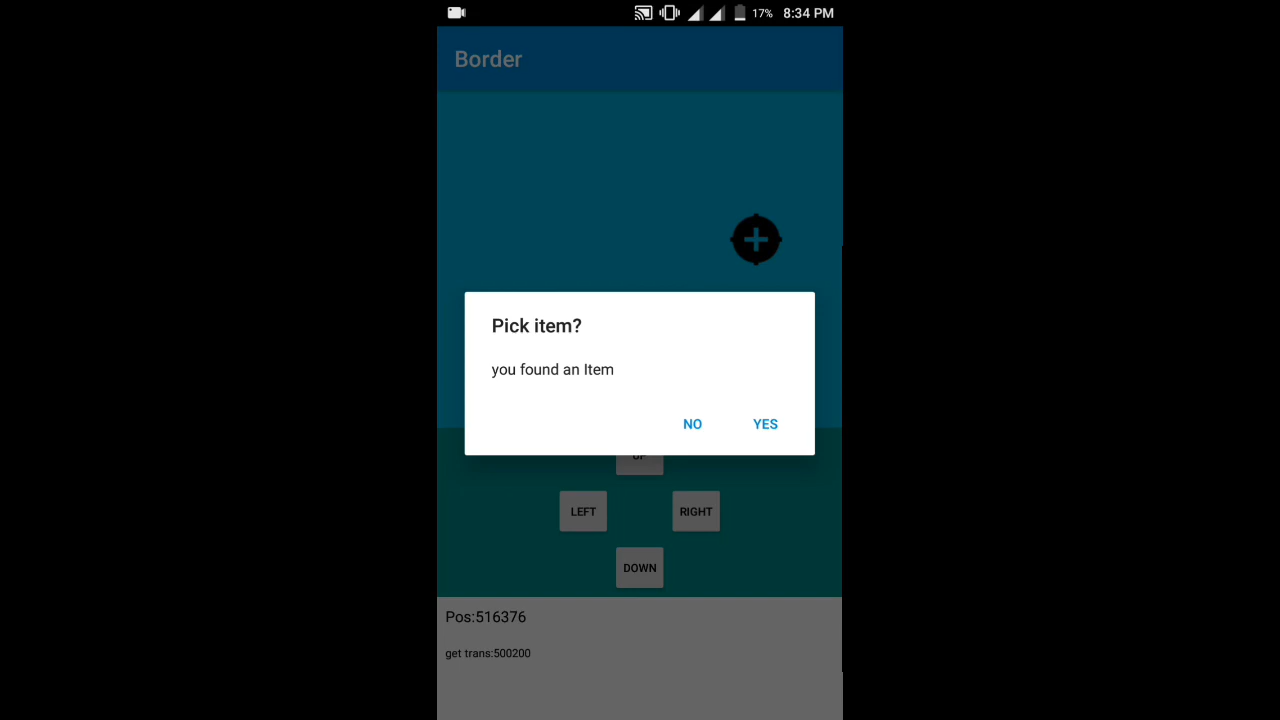 17% 8:34 PM
Border
Pick item?
you found an Item
NO YES
UP
LEFT RIGHT
DOWN
Pos:516376
get trans:500200